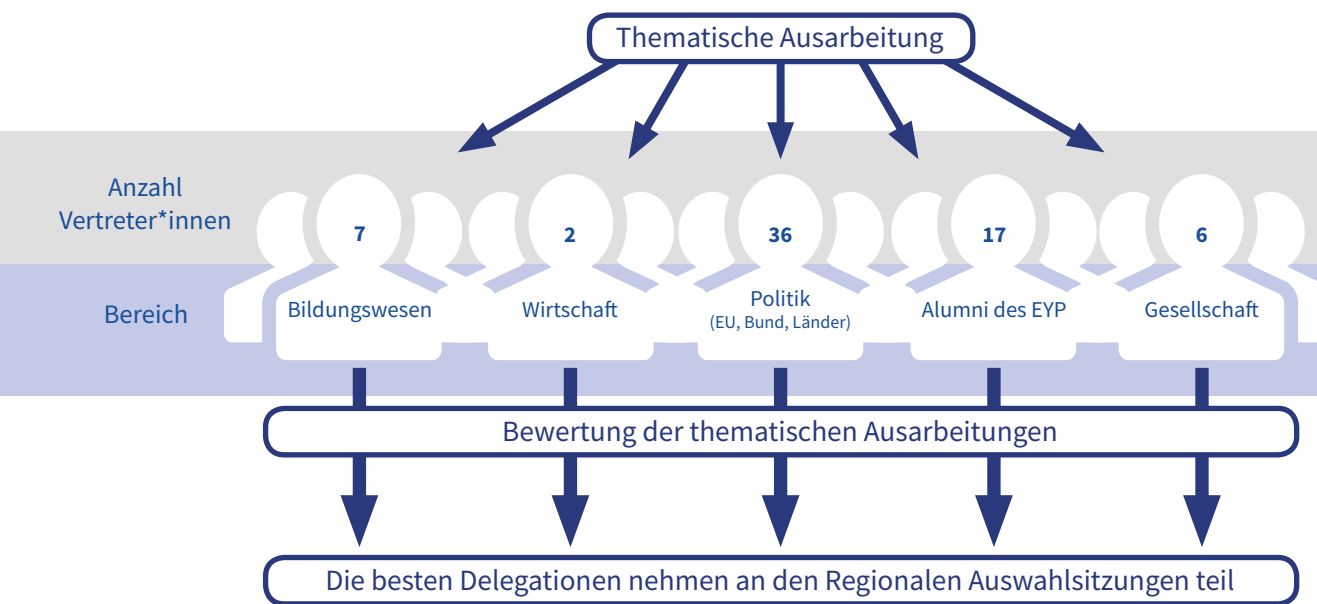 Thematische Ausarbeitung
Anzahl
Vertreter*innen
7
2
36
17
6
Bereich
Bildungswesen
Wirtschaft
Politik
(EU, Bund, Länder)
Alumni des EYP
Gesellschaft
Bewertung der thematischen Ausarbeitungen
Die besten Delegationen nehmen an den Regionalen Auswahlsitzungen teil